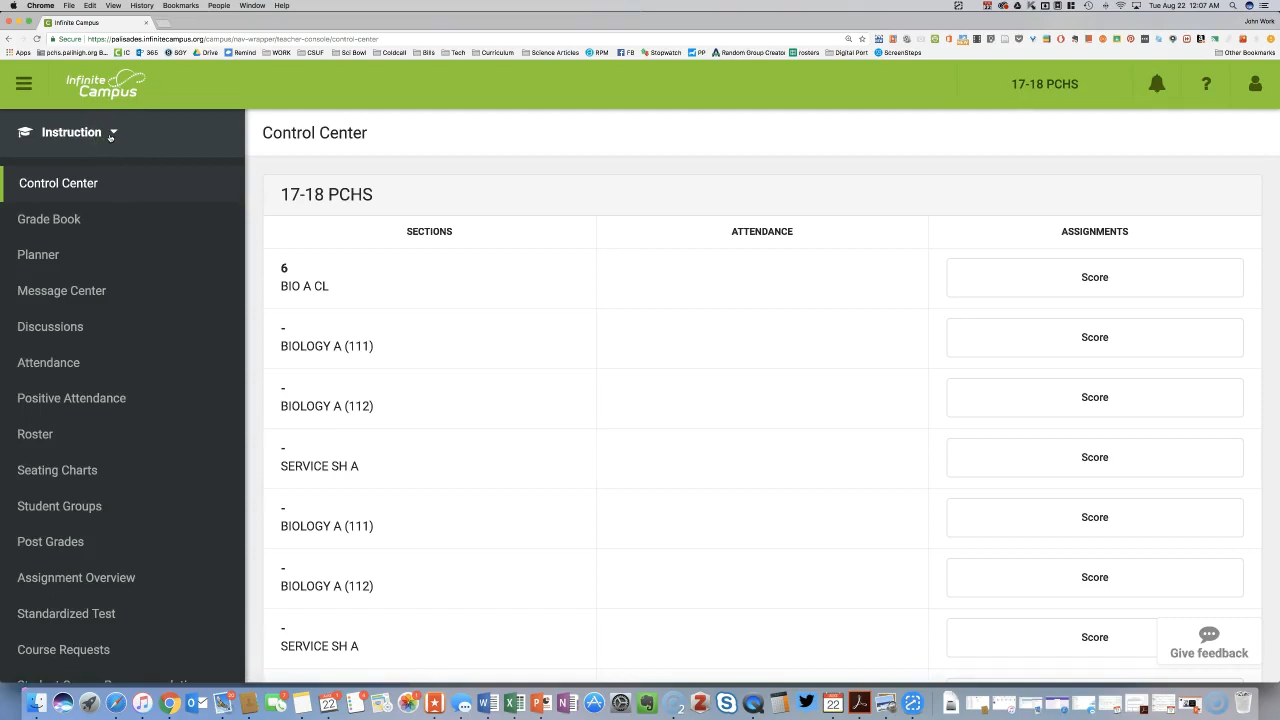 Chrome File Edit View History Bookmarks People Window Help
Tue Aug 22 12:07 AM
Infinite Campus
John Work
Secure https://palisades.infinitecampus.org/campus/nav-wrapper/teacher-console/control-center
Apps pchs.palihigh.org B... IC 365 SGY Drive Remind WORK CSUF Sci Bowl Coldcall Bills Tech Curriculum Science Articles RPM FB Stopwatch PP Random Group Creator rosters Digital Port ScreenSteps Other Bookmarks
Infinite Campus
17-18 PCHS
?
Instruction
Control Center
Grade Book
Planner
Message Center
Discussions
Attendance
Positive Attendance
Roster
Seating Charts
Student Groups
Post Grades
Assignment Overview
Standardized Test
Course Requests
Control Center
17-18 PCHS
SECTIONS ATTENDANCE ASSIGNMENTS
6
BIO A CL
Score
-
BIOLOGY A (111)
Score
-
BIOLOGY A (112)
Score
-
SERVICE SH A
Score
-
BIOLOGY A (111)
Score
-
BIOLOGY A (112)
Score
-
SERVICE SH A
Score
Give feedback